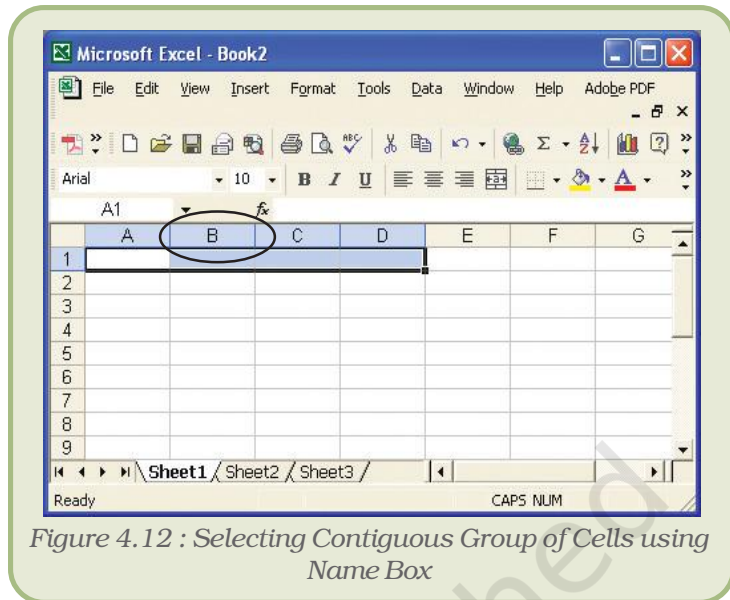 Microsoft Excel - Book2
File Edit View Insert Format Tools Data Window Help Adobe PDF
ABC Σ A Z ?
Arial 10 B I U a A
A1 fx
A B C D E F G
1
2
3
4
5
6
7
8
9
Sheet1 / Sheet2 / Sheet3 /
Ready CAPS NUM
Figure 4.12 : Selecting Contiguous Group of Cells using
Name Box